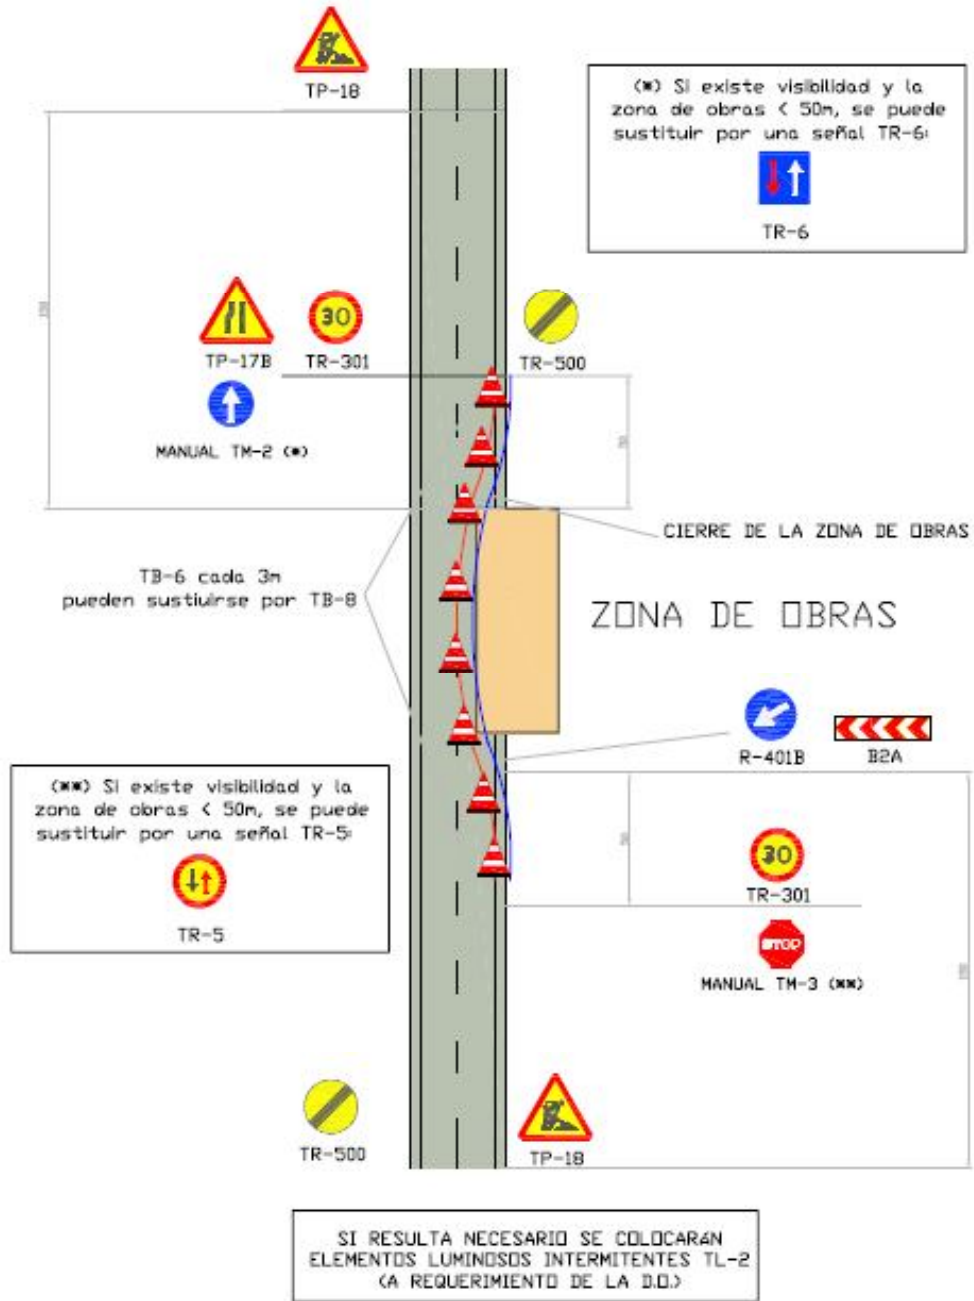 TP-18
(*) Si existe visibilidad y la
zona de obras < 50m, se puede
sustituir por una señal TR-6:
TR-6
30
TP-17B
TR-301
TR-500
MANUAL TM-2 (*)
CIERRE DE LA ZONA DE OBRAS
TB-6 cada 3m
pueden sustiuirse por TB-8
ZONA DE OBRAS
R-401B
B2A
(**) Si existe visibilidad y la
zona de obras < 50m, se puede
sustituir por una señal TR-5:
TR-5
30
TR-301
STOP
MANUAL TM-3 (**)
TR-500
TP-18
SI RESULTA NECESARIO SE COLOCARÁN
ELEMENTOS LUMINOSOS INTERMITENTES TL-2
(A REQUERIMIENTO DE LA D.O.)